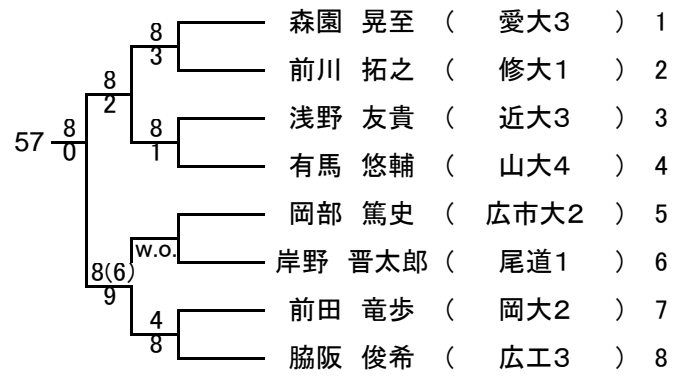 森園 晃至 ( 愛大3 ) 1
8
3
前川 拓之 ( 修大1 ) 2
8
2
浅野 友貴 ( 近大3 ) 3
8
1
57
8
0
有馬 悠輔 ( 山大4 ) 4
岡部 篤史 ( 広市大2 ) 5
w.o.
岸野 晋太郎 ( 尾道1 ) 6
8(6)
9
前田 竜歩 ( 岡大2 ) 7
4
8
脇阪 俊希 ( 広工3 ) 8